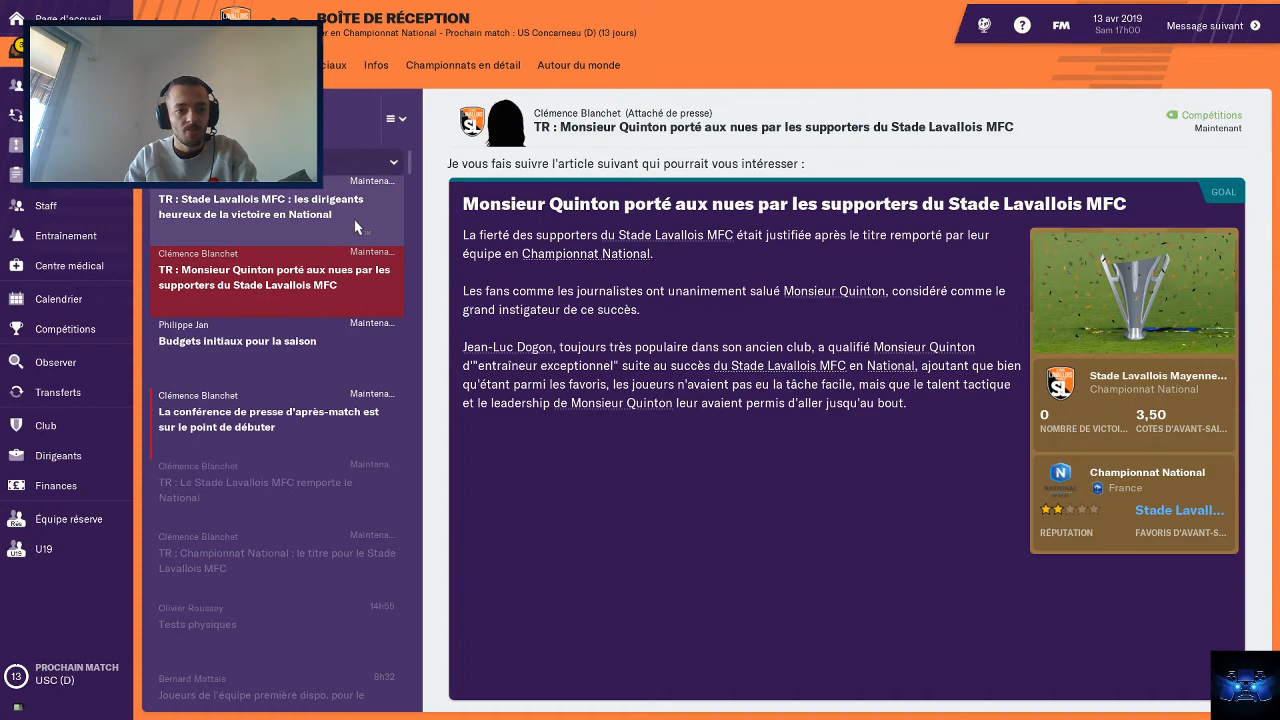 Page d'accueil
BOÎTE DE RÉCEPTION
er en Championnat National - Prochain match : US Concarneau (D) (13 jours)
FM
13 avr 2019
Sam 17h00
Message suivant
ciaux
Infos
Championnats en détail
Autour du monde
Staff
Entraînement
Centre médical
Calendrier
Compétitions
Observer
Transferts
Club
Dirigeants
Finances
Équipe réserve
U19
U19
13
PROCHAIN MATCH
USC (D)
Maintena...
TR : Stade Lavallois MFC : les dirigeants
heureux de la victoire en National
Clémence Blanchet
Maintena...
TR : Monsieur Quinton porté aux nues par les
supporters du Stade Lavallois MFC
Philippe Jan
Maintena...
Budgets initiaux pour la saison
Clémence Blanchet
Maintena...
La conférence de presse d'après-match est
sur le point de débuter
Clémence Blanchet
Maintena...
TR : Le Stade Lavallois MFC remporte le
National
Clémence Blanchet
Maintena...
TR : Championnat National : le titre pour le Stade
Lavallois MFC
Olivier Roussay
14h55
Tests physiques
Bernard Mottais
8h32
Joueurs de l'équipe première dispo. pour le
Clémence Blanchet (Attaché de presse)
TR : Monsieur Quinton porté aux nues par les supporters du Stade Lavallois MFC
Compétitions
Maintenant
Je vous fais suivre l'article suivant qui pourrait vous intéresser :
GOAL
Monsieur Quinton porté aux nues par les supporters du Stade Lavallois MFC
La fierté des supporters du Stade Lavallois MFC était justifiée après le titre remporté par leur
équipe en Championnat National.
Les fans comme les journalistes ont unanimement salué Monsieur Quinton, considéré comme le
grand instigateur de ce succès.
Jean-Luc Dogon, toujours très populaire dans son ancien club, a qualifié Monsieur Quinton
d'"entraîneur exceptionnel" suite au succès du Stade Lavallois MFC en National, ajoutant que bien
qu'étant parmi les favoris, les joueurs n'avaient pas eu la tâche facile, mais que le talent tactique
et le leadership de Monsieur Quinton leur avaient permis d'aller jusqu'au bout.
Stade Lavallois Mayenne...
Championnat National
0
3,50
NOMBRE DE VICTOI...
COTES D'AVANT-SAI...
Championnat National
France
Stade Lavall...
RÉPUTATION
FAVORIS D'AVANT-S...